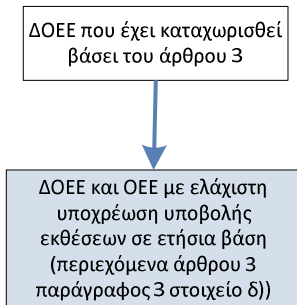 ΔΟΕΕ που έχει καταχωρισθεί
βάσει του άρθρου 3
ΔΟΕΕ και ΟΕΕ με ελάχιστη
υποχρέωση υποβολής
εκθέσεων σε ετήσια βάση
(περιεχόμενα άρθρου 3
παράγραφος 3 στοιχείο δ))